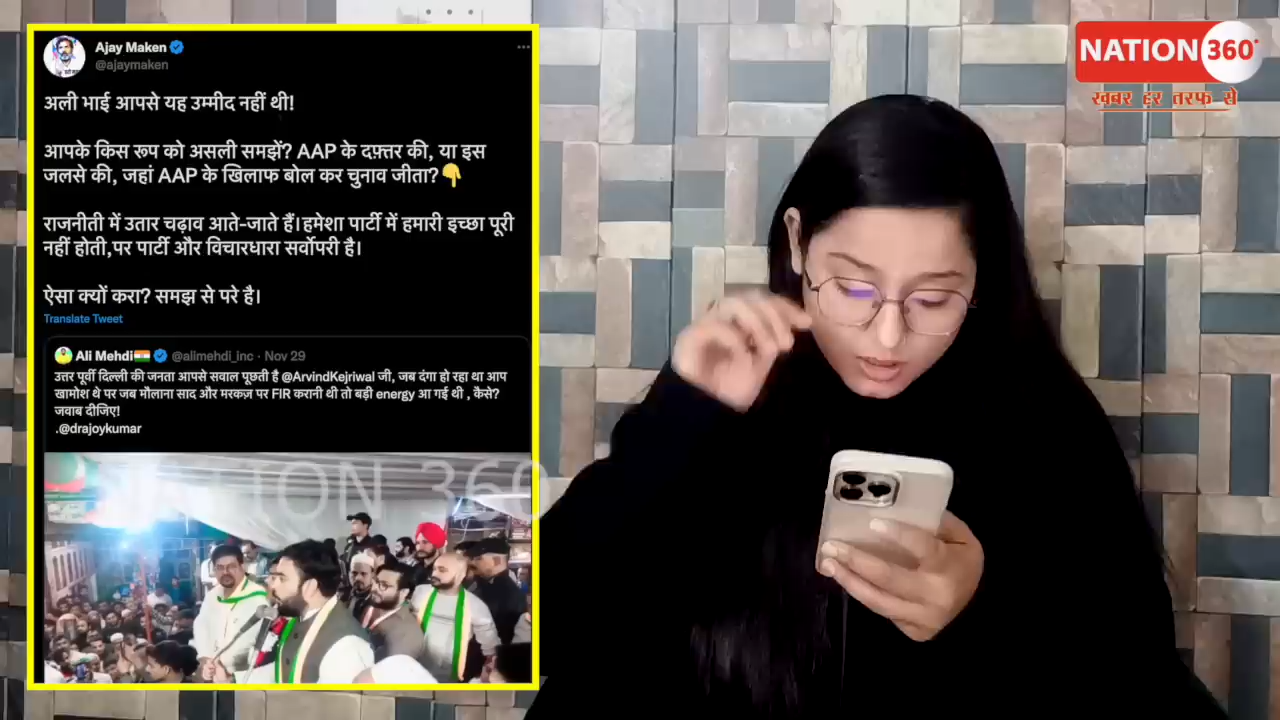 Ajay Maken
@ajaymaken
अली भाई आपसे यह उम्मीद नहीं थी!
आपके किस रूप को असली समझें? AAP के दफ़्तर की, या इस
जलसे की, जहां AAP के खिलाफ बोल कर चुनाव जीता?👇
राजनीती में उतार चढ़ाव आते-जाते हैं।हमेशा पार्टी में हमारी इच्छा पूरी
नहीं होती,पर पार्टी और विचारधारा सर्वोपरी है।
ऐसा क्यों करा? समझ से परे है।
Translate Tweet
Ali Mehdi🇮🇳 @alimehdi_inc · Nov 29
उत्तर पूर्वी दिल्ली की जनता आपसे सवाल पूछती है @ArvindKejriwal जी, जब दंगा हो रहा था आप
खामोश थे पर जब मौलाना साद और मरकज़ पर FIR करानी थी तो बड़ी energy आ गई थी , कैसे?
जवाब दीजिए!
.@drajoykumar
NATION 360
NATION 360°
खबर हर तरफ से